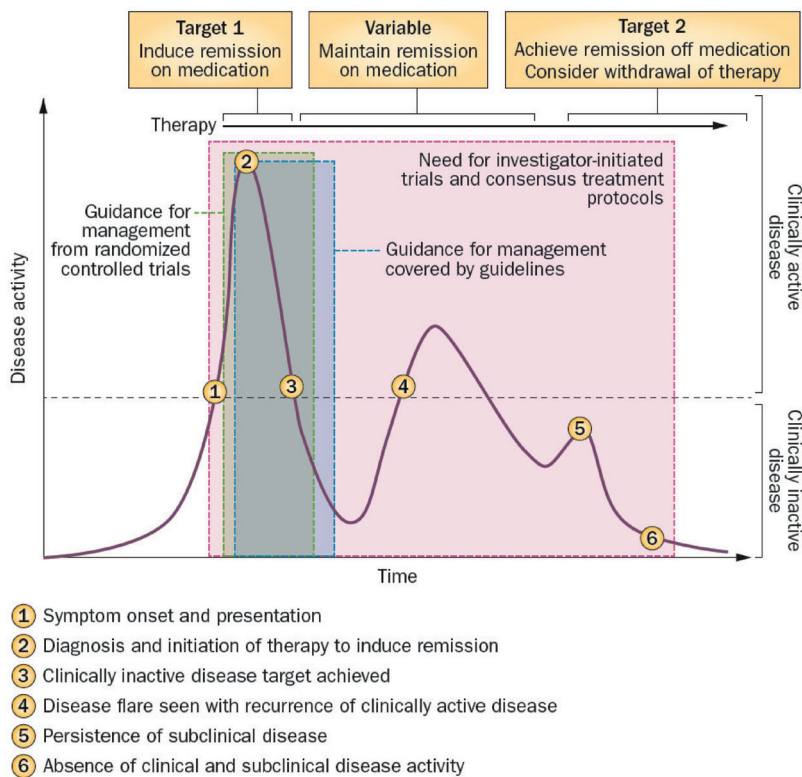 Target 1
Induce remission
on medication
Variable
Maintain remission
on medication
Target 2
Achieve remission off medication
Consider withdrawal of therapy
Therapy
2
Need for investigator-initiated
trials and consensus treatment
protocols
Guidance for
management
from randomized
controlled trials
Guidance for management
covered by guidelines
Clinically active
disease
Disease activity
1
3
4
5
6
Clinically inactive
disease
Time
1 Symptom onset and presentation
2 Diagnosis and initiation of therapy to induce remission
3 Clinically inactive disease target achieved
4 Disease flare seen with recurrence of clinically active disease
5 Persistence of subclinical disease
6 Absence of clinical and subclinical disease activity